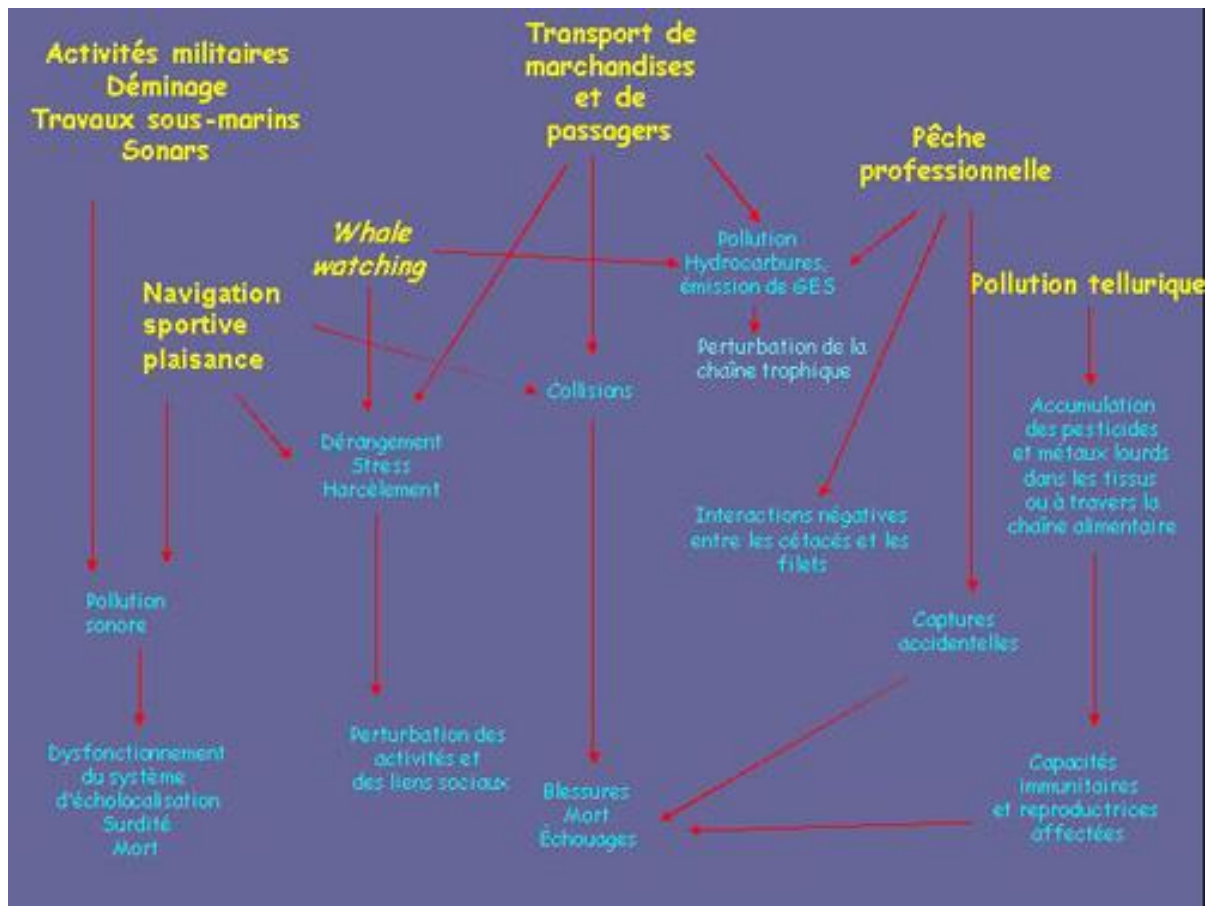 Activités militaires
Déminage
Travaux sous-marins
Sonars
Transport de
marchandises
et de
passagers
Pêche
professionnelle
Whale
watching
Pollution
Hydrocarbures,
émission de GES
Pollution tellurique
Navigation
sportive
plaisance
Perturbation de la
chaîne trophique
Collisions
Accumulation
des pesticides
et métaux lourds
dans les tissus
ou à travers la
chaîne alimentaire
Dérangement
Stress
Harcèlement
Interactions négatives
entre les cétacés et les
filets
Pollution
sonore
Captures
accidentelles
Dysfonctionnement
du système
d'écholocalisation
Surdité
Mort
Perturbation des
activités et
des liens sociaux
Blessures
Mort
Échouages
Capacités
immunitaires
et reproductrices
affectées